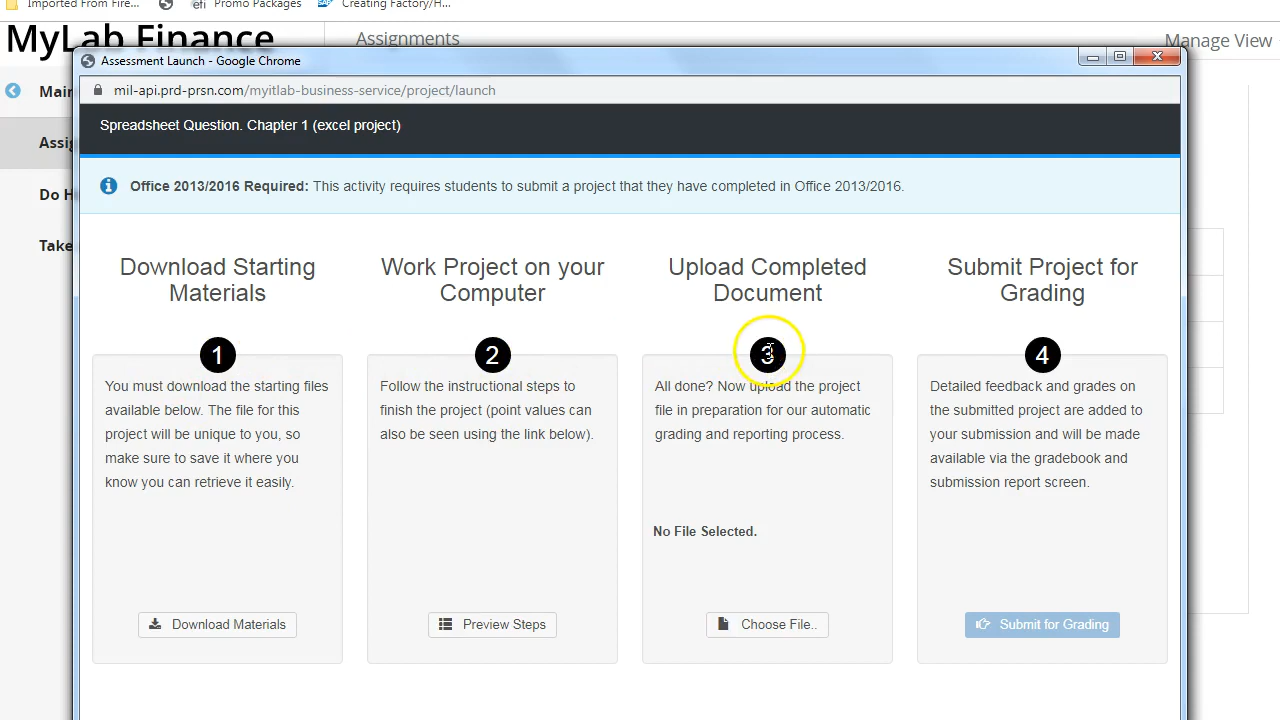 Imported From Fire...
eti
Promo Packages
Creating Factory/H...
MyLab Finance
Assignments
Manage View
Assessment Launch - Google Chrome
mil-api.prd-prsn.com/myitlab-business-service/project/launch
Main
Spreadsheet Question. Chapter 1 (excel project)
Assig
Office 2013/2016 Required: This activity requires students to submit a project that they have completed in Office 2013/2016.
Do H
Take
Download Starting
Materials
1
You must download the starting files
available below. The file for this
project will be unique to you, so
make sure to save it where you
know you can retrieve it easily.
Download Materials
Work Project on your
Computer
2
Follow the instructional steps to
finish the project (point values can
also be seen using the link below).
Preview Steps
Upload Completed
Document
3
All done? Now upload the project
file in preparation for our automatic
grading and reporting process.
No File Selected.
Choose File..
Submit Project for
Grading
4
Detailed feedback and grades on
the submitted project are added to
your submission and will be made
available via the gradebook and
submission report screen.
Submit for Grading